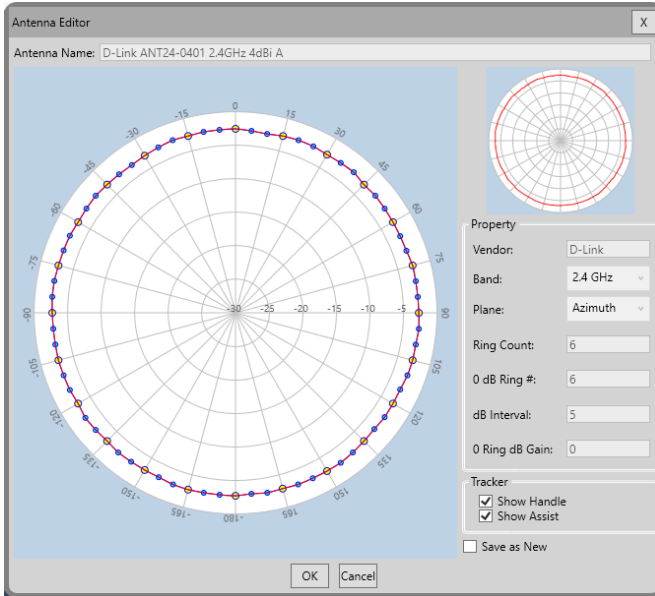 Antenna Editor
X
Antenna Name: D-Link ANT24-0401 2.4GHz 4dBi A
0
-15
15
-30
30
-45
45
-60
60
-75
75
-30 -25 -20 -15 -10 -5
-90
90
-105
105
-120
120
-135
135
-150
150
-165
165
-180
Property
Vendor: D-Link
Band: 2.4 GHz
Plane: Azimuth
Ring Count: 6
0 dB Ring #: 6
dB Interval: 5
0 Ring dB Gain: 0
Tracker
Show Handle
Show Assist
Save as New
OK Cancel